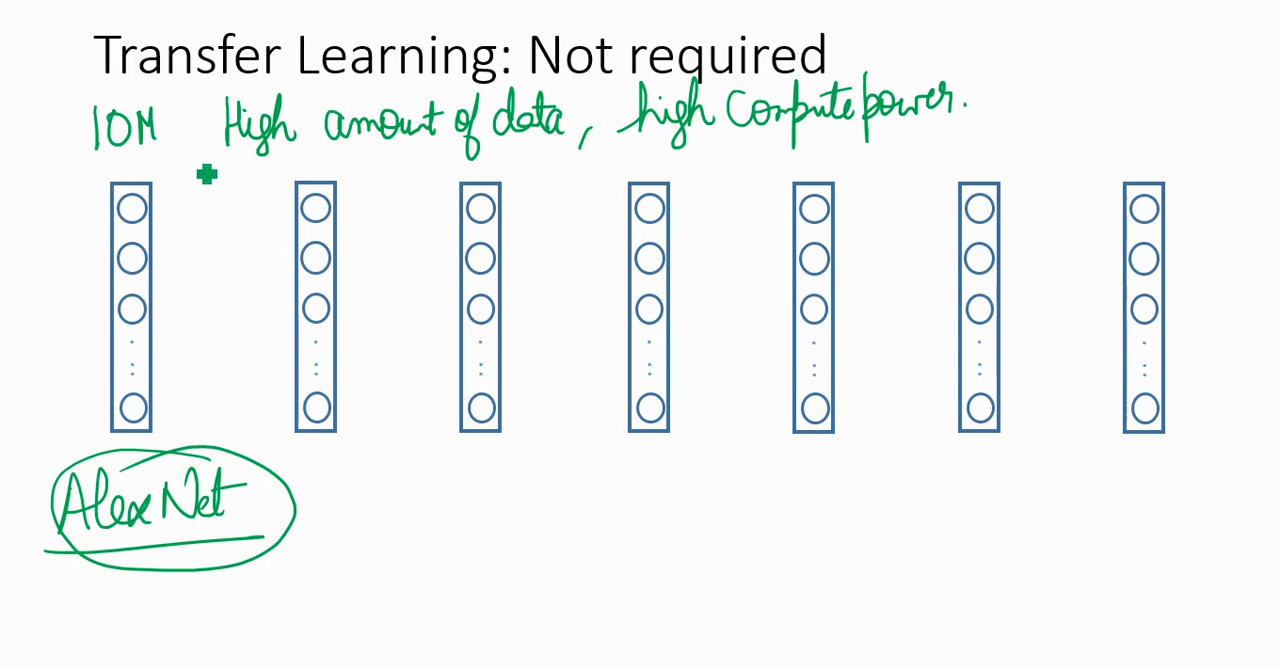 Transfer Learning: Not required
10M High amount of data, high Compute power.
AlexNet